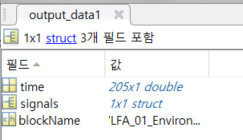 output_data1
1x1 struct 3개 필드 포함
필드 값
time 205x1 double
signals 1x1 struct
blockName 'LFA_01_Environ...